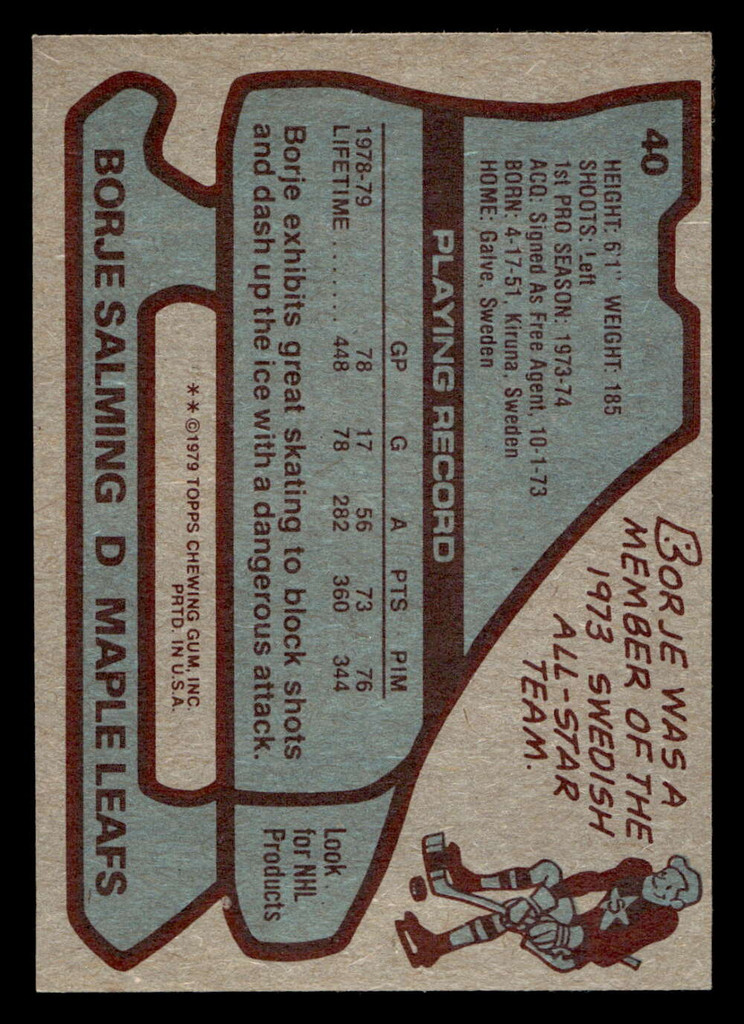 40
HEIGHT: 6'1" WEIGHT: 185
SHOOTS: Left
1st PRO SEASON: 1973-74
ACQ: Signed As Free Agent, 10-1-73
BORN: 4-17-51 Kiruna, Sweden
HOME: Galve, Sweden
BORJE WAS A
MEMBER OF THE
1973 SWEDISH
ALL-STAR
TEAM.
PLAYING RECORD
GP G A PTS PIM
1978-79 78 17 56 73 76
LIFETIME ........ 448 78 282 360 344
Borje exhibits great skating to block shots
and dash up the ice with a dangerous attack.
Look
for NHL
Products
**©1979 TOPPS CHEWING GUM, INC.
PRTD. IN U.S.A.
BORJE SALMING D MAPLE LEAFS